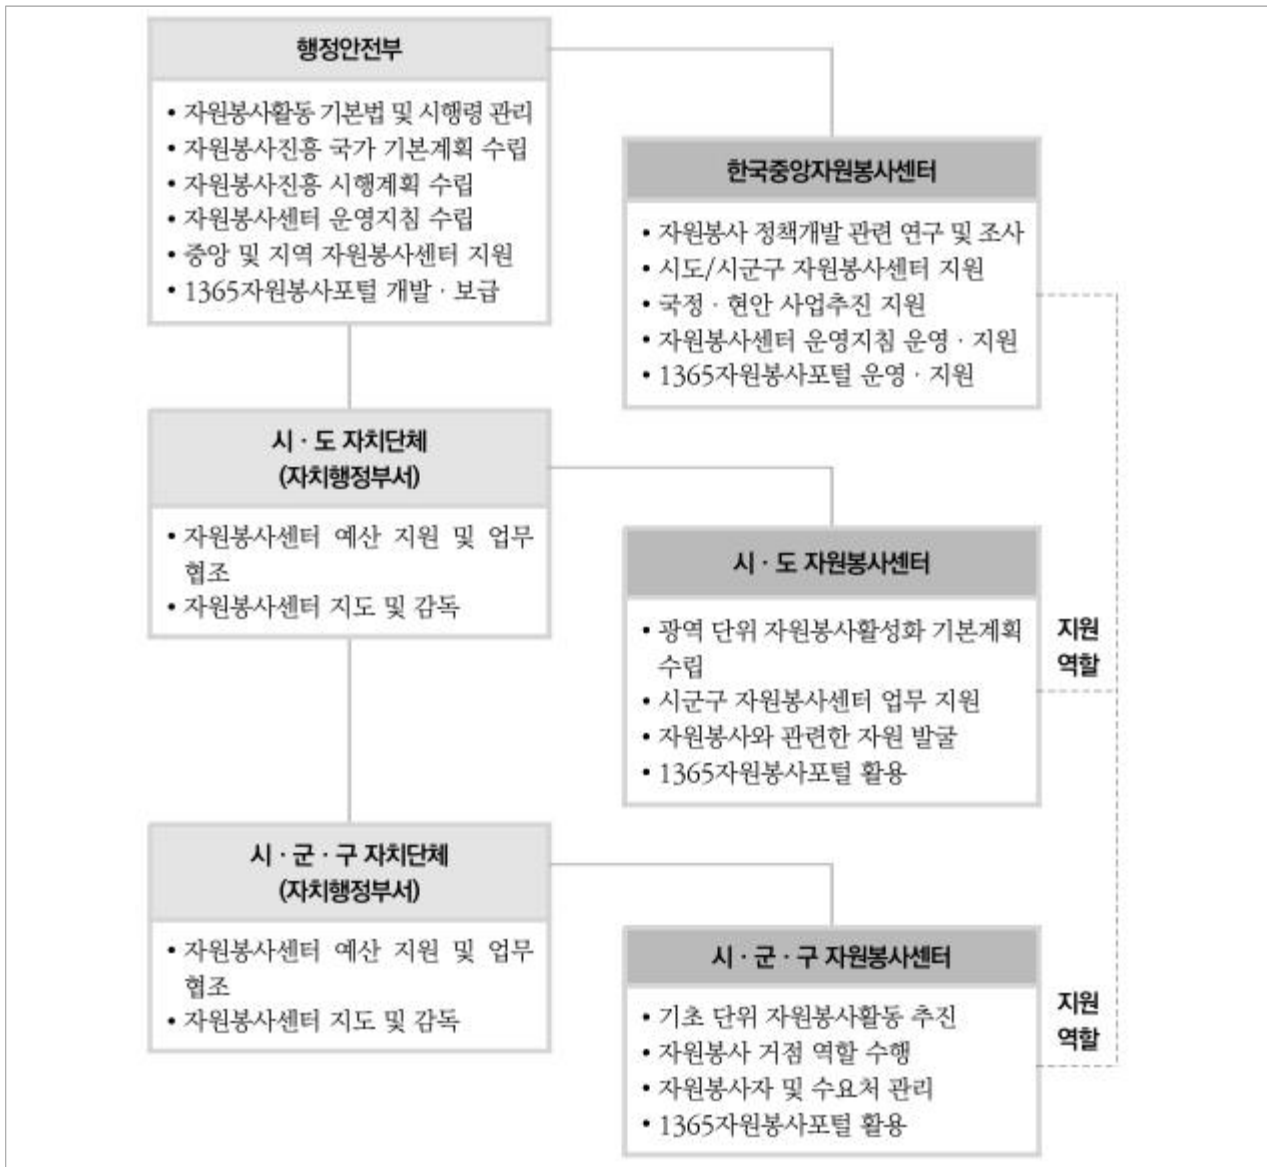 행정안전부
• 자원봉사활동 기본법 및 시행령 관리
• 자원봉사진흥 국가 기본계획 수립
• 자원봉사진흥 시행계획 수립
• 자원봉사센터 운영지침 수립
• 중앙 및 지역 자원봉사센터 지원
• 1365자원봉사포털 개발 · 보급
한국중앙자원봉사센터
• 자원봉사 정책개발 관련 연구 및 조사
• 시도/시군구 자원봉사센터 지원
• 국정 · 현안 사업추진 지원
• 자원봉사센터 운영지침 운영 · 지원
• 1365자원봉사포털 운영 · 지원
시 · 도 자치단체
(자치행정부서)
• 자원봉사센터 예산 지원 및 업무
협조
• 자원봉사센터 지도 및 감독
시 · 도 자원봉사센터
• 광역 단위 자원봉사활성화 기본계획
수립
• 시군구 자원봉사센터 업무 지원
• 자원봉사와 관련한 자원 발굴
• 1365자원봉사포털 활용
지원
역할
시 · 군 · 구 자치단체
(자치행정부서)
• 자원봉사센터 예산 지원 및 업무
협조
• 자원봉사센터 지도 및 감독
시 · 군 · 구 자원봉사센터
• 기초 단위 자원봉사활동 추진
• 자원봉사 거점 역할 수행
• 자원봉사자 및 수요처 관리
• 1365자원봉사포털 활용
지원
역할